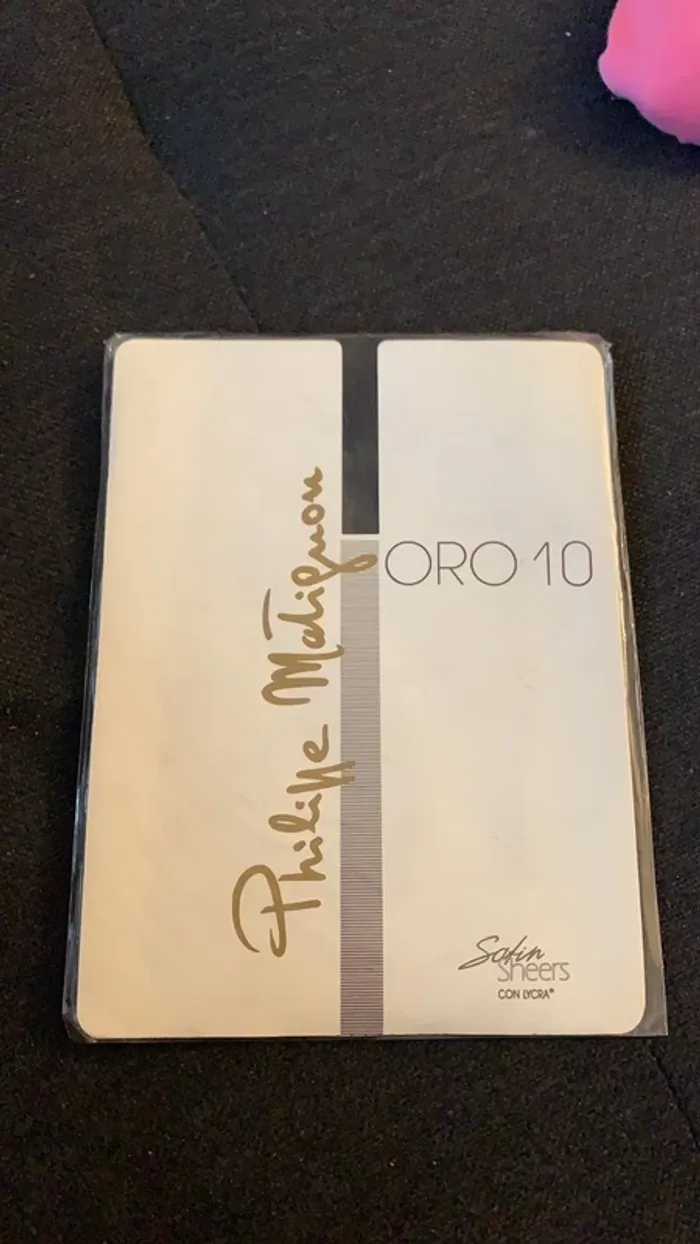 Philippe Matignon
ORO 10
Satin
sheers
CON LYCRA®